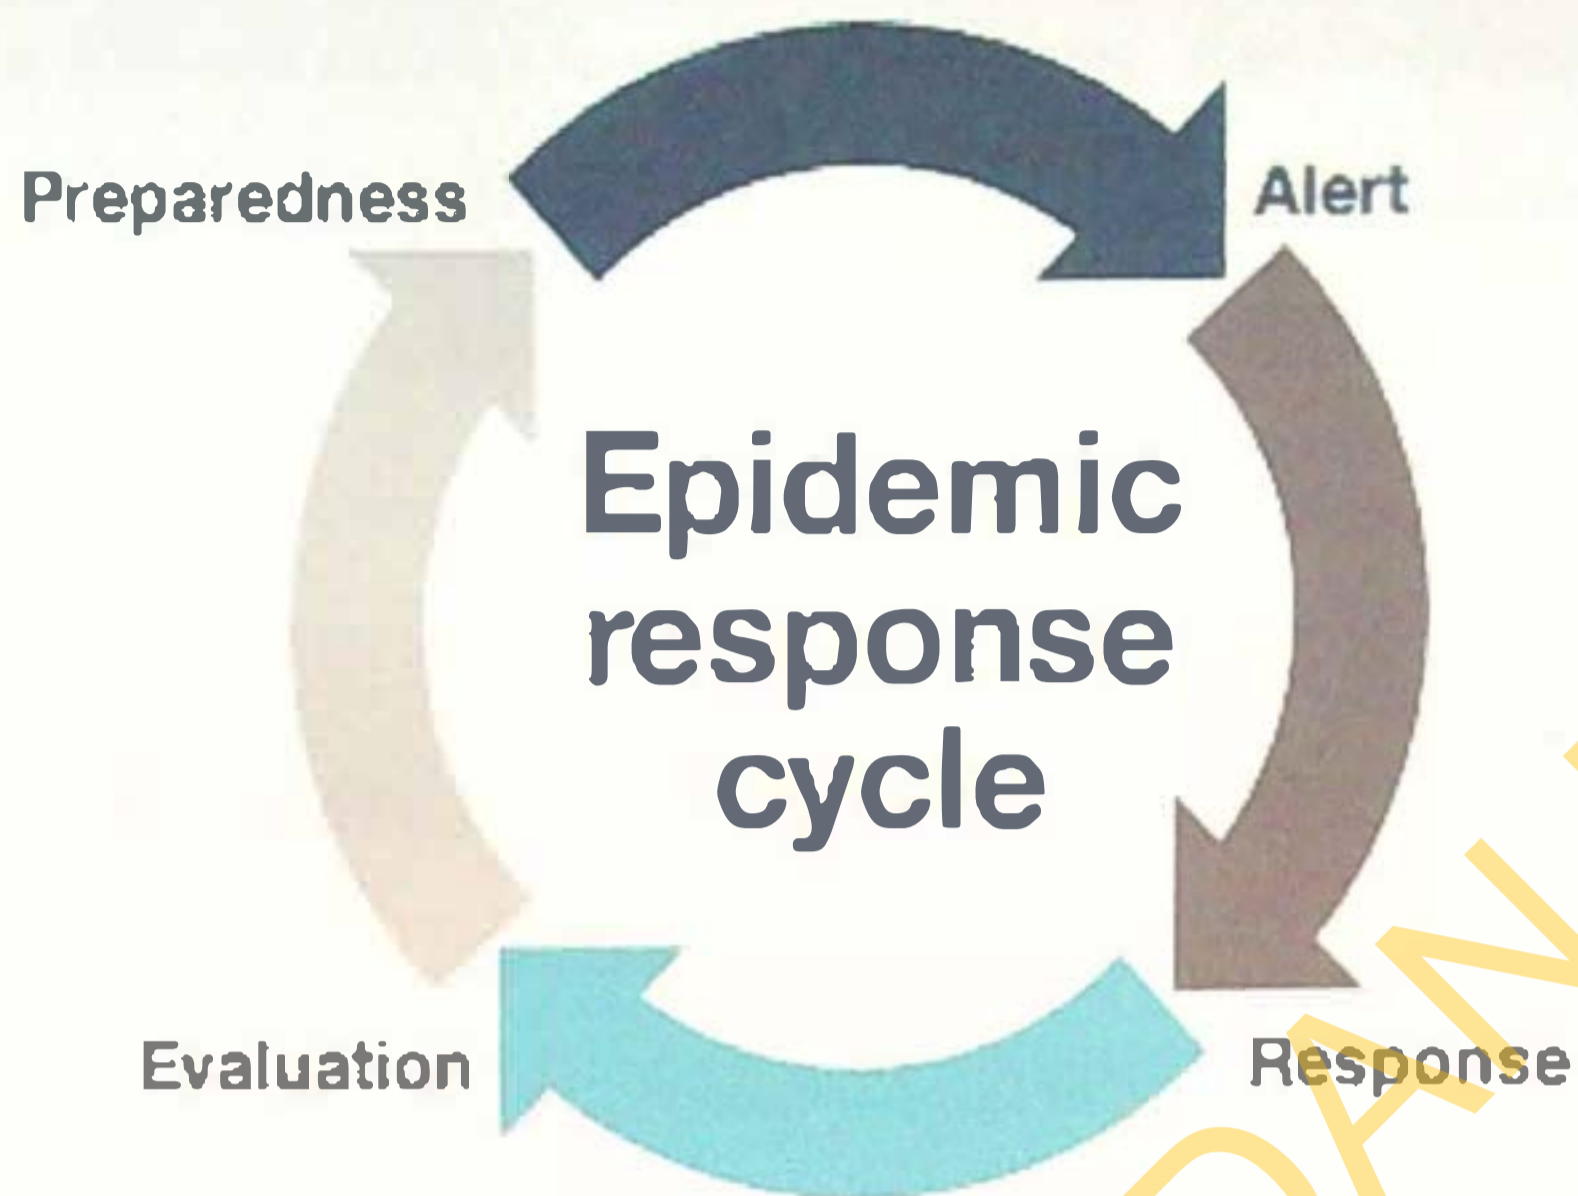 Preparedness
Alert
Epidemic
response
cycle
Evaluation
Response